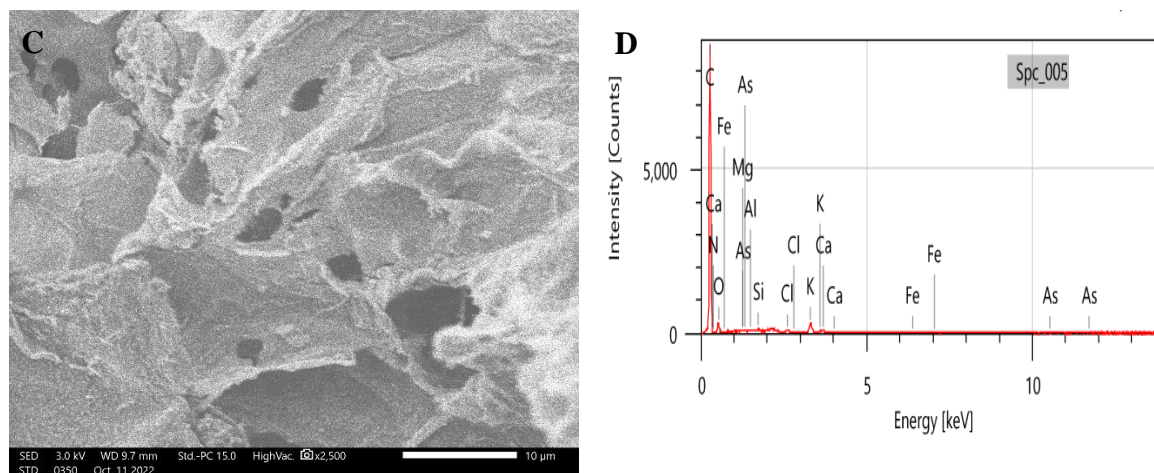 C
SED 3.0 kV WD 9.7 mm Std.-PC 15.0 HighVac. x2,500 10 µm
STD 0350 Oct. 11 2022
D
Spc_005
Intensity [Counts]
5,000
0
C
As
Fe
Mg
Ca
Al
K
N
As
Cl
Ca
Fe
O
Si
Cl
K
Ca
Fe
As
As
0
5
10
Energy [keV]